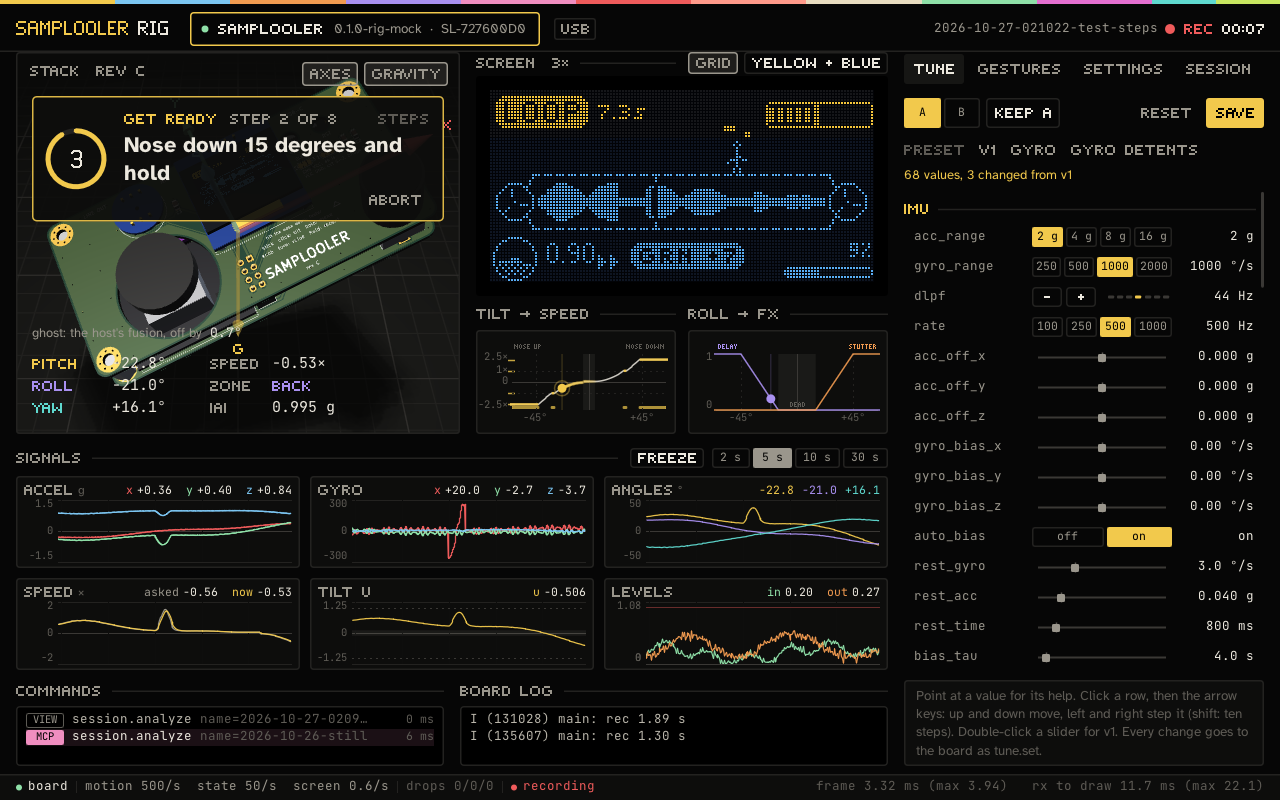 SAMPLOOLER RIG
SAMPLOOLER 0.1.0-rig-mock · SL-727600D0
USB
2026-10-27-021022-test-steps
REC 00:07
STACK REV C
AXES GRAVITY
GET READY STEP 2 OF 8 STEPS
3
Nose down 15 degrees and hold
ABORT
SAMPLOOLER
ghost: the host's fusion, off by 0.7°
G
PITCH -22.8° SPEED -0.53×
ROLL -21.0° ZONE BACK
YAW +16.1° |A| 0.995 g
SCREEN 3×
GRID YELLOW + BLUE
LOOP 7.3s
0.90
9%
TILT → SPEED
NOSE UP NOSE DOWN
2.5×
1×
0
-2.5×
-45° +45°
ROLL → FX
DELAY STUTTER
1
0
DEAD
-45° +45°
SIGNALS
FREEZE 2 s 5 s 10 s 30 s
ACCEL g x +0.36 y +0.40 z +0.84
1.5
0
-1.5
GYRO x +20.0 y -2.7 z -3.7
300
0
-300
ANGLES ° -22.8 -21.0 +16.1
50
0
-50
SPEED × asked -0.56 now -0.53
2
0
-2
TILT U u -0.506
1.25
0
-1.25
LEVELS in 0.20 out 0.27
1.08
0
COMMANDS
VIEW session.analyze name=2026-10-27-0209… 0 ms
MCP session.analyze name=2026-10-26-still 6 ms
BOARD LOG
I (131028) main: rec 1.89 s
I (135607) main: rec 1.30 s
TUNE GESTURES SETTINGS SESSION
A B KEEP A RESET SAVE
PRESET V1 GYRO GYRO DETENTS
68 values, 3 changed from v1
IMU
acc_range 2 g 4 g 8 g 16 g 2 g
gyro_range 250 500 1000 2000 1000 °/s
dlpf - + 44 Hz
rate 100 250 500 1000 500 Hz
acc_off_x 0.000 g
acc_off_y 0.000 g
acc_off_z 0.000 g
gyro_bias_x 0.00 °/s
gyro_bias_y 0.00 °/s
gyro_bias_z 0.00 °/s
auto_bias off on on
rest_gyro 3.0 °/s
rest_acc 0.040 g
rest_time 800 ms
bias_tau 4.0 s
Point at a value for its help. Click a row, then the arrow
keys: up and down move, left and right step it (shift: ten
steps). Double-click a slider for v1. Every change goes to
the board as tune.set.
board motion 500/s state 50/s screen 0.6/s drops 0/0/0 recording
frame 3.32 ms (max 3.94) rx to draw 11.7 ms (max 22.1)